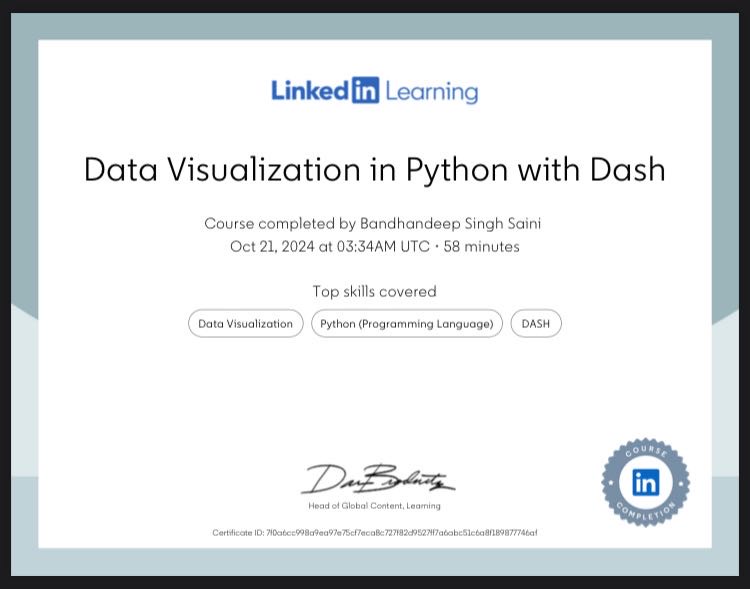 Linked in Learning
Data Visualization in Python with Dash
Course completed by Bandhandeep Singh Saini
Oct 21, 2024 at 03:34AM UTC • 58 minutes
Top skills covered
Data Visualization
Python (Programming Language)
DASH
Head of Global Content, Learning
COURSE
in
COMPLETION
Certificate ID: 7f0a6cc998a9ea97e75cf7eca8c727f82d9527ff7a6abc51c6a8f189877746af